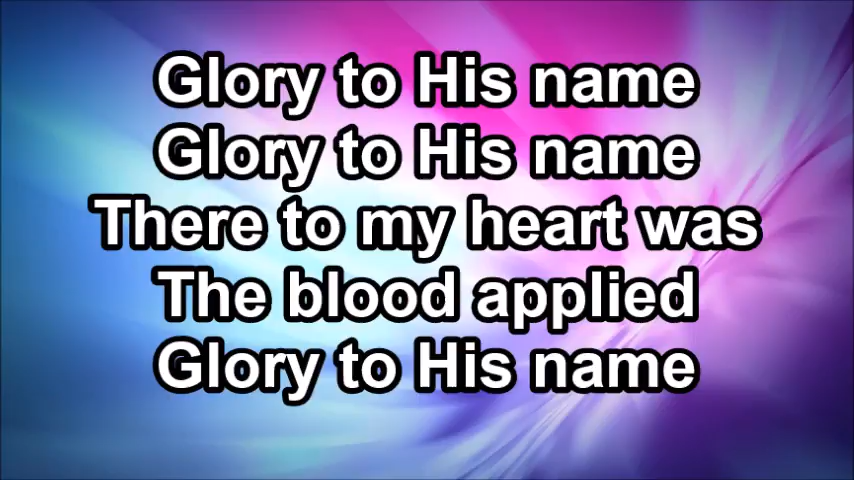 Glory to His name
Glory to His name
There to my heart was
The blood applied
Glory to His name